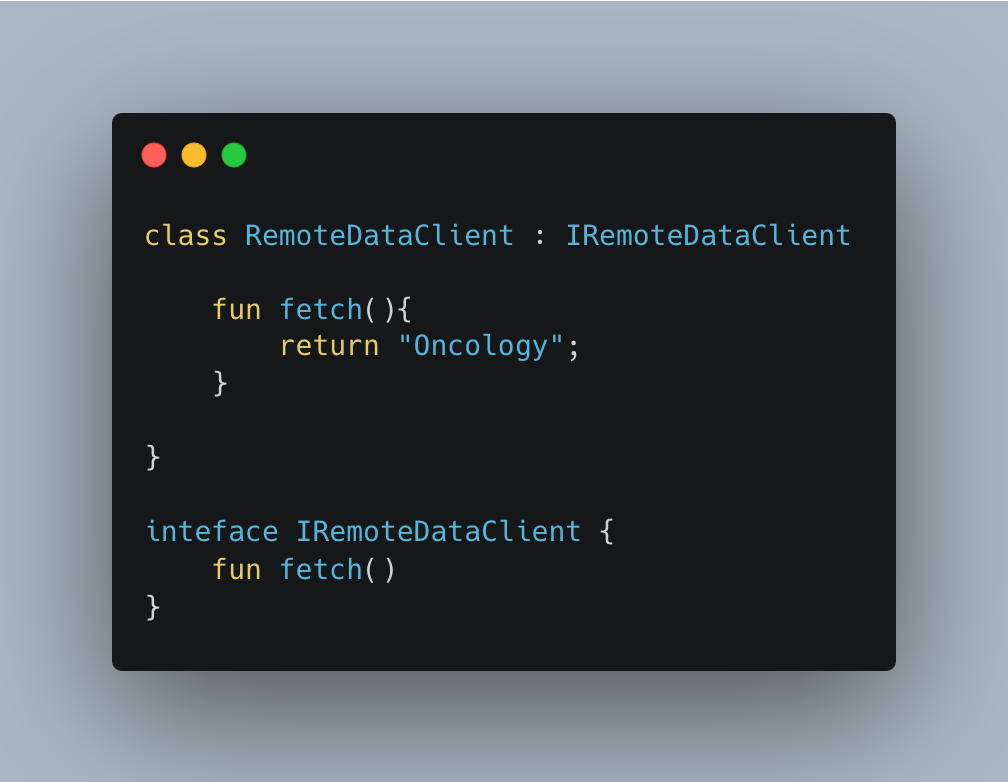 class RemoteDataClient : IRemoteDataClient
fun fetch(){
return "Oncology";
}
}
inteface IRemoteDataClient {
fun fetch()
}